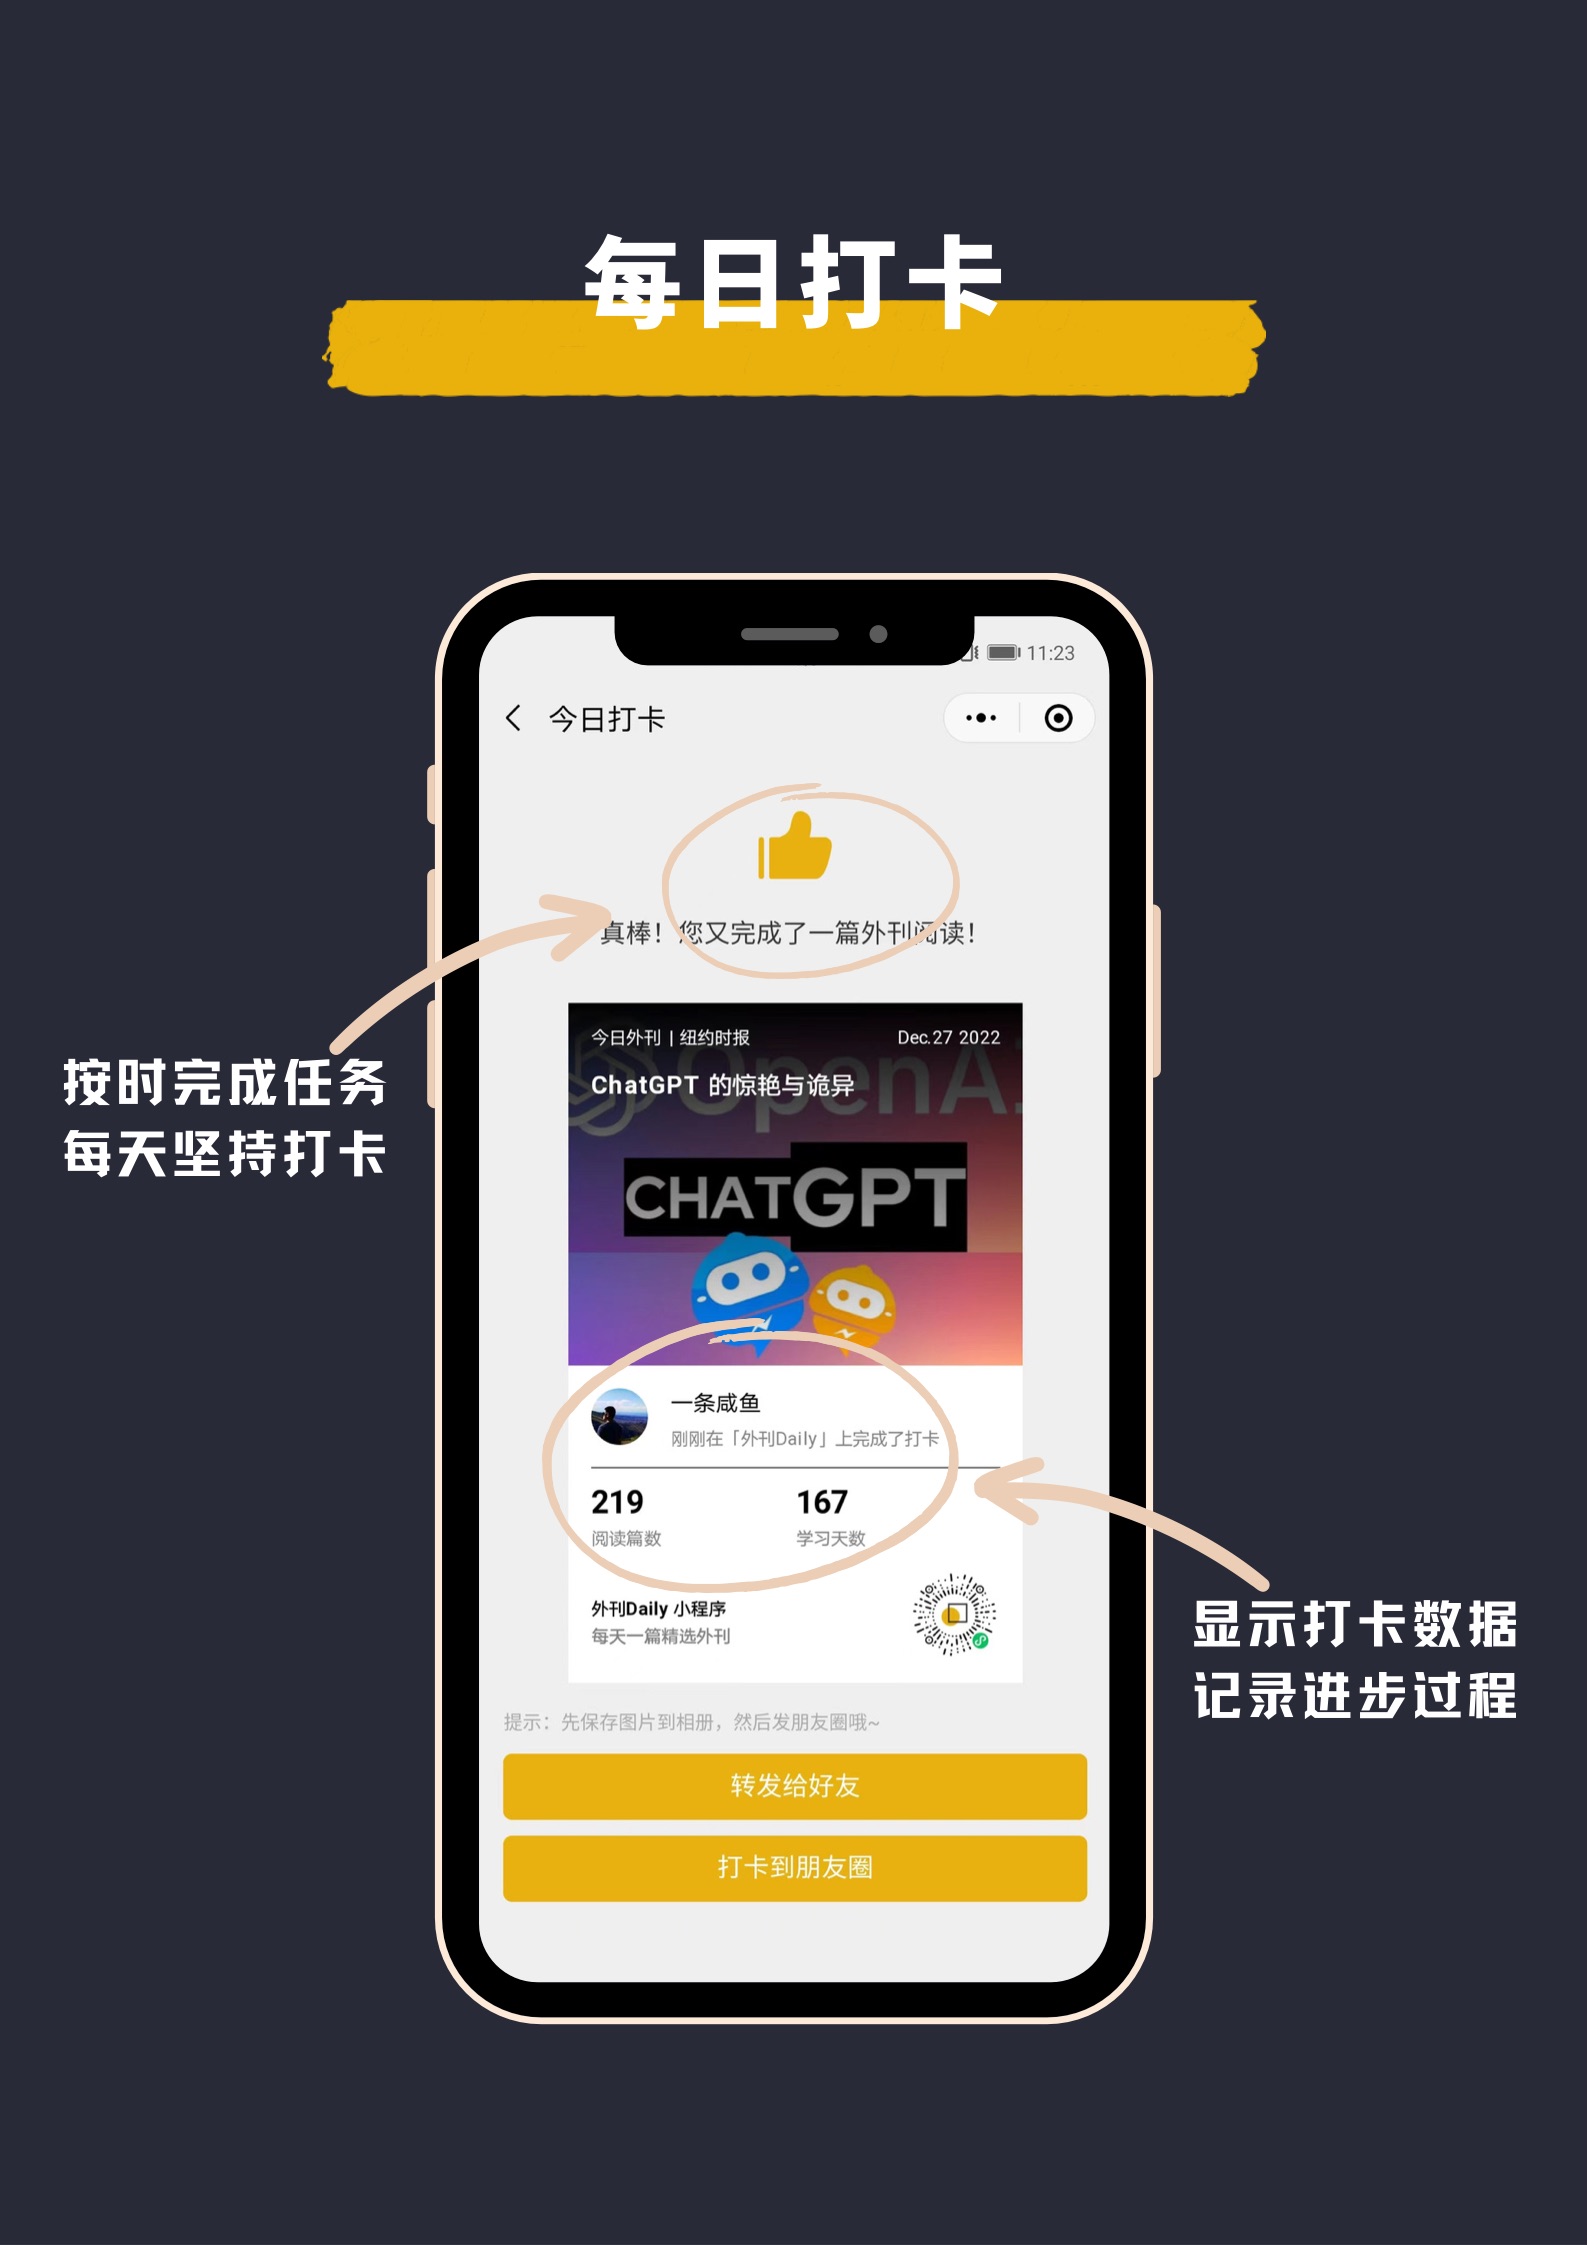 每日打卡
11:23
今日打卡
真棒！您又完成了一篇外刊阅读！
按时完成任务
每天坚持打卡
今日外刊 | 纽约时报
Dec.27 2022
ChatGPT 的惊艳与诡异
OpenAI
CHATGPT
一条咸鱼
刚刚在「外刊Daily」上完成了打卡
219
167
阅读篇数
学习天数
外刊Daily 小程序
每天一篇精选外刊
显示打卡数据
记录进步过程
提示：先保存图片到相册，然后发朋友圈哦~
转发给好友
打卡到朋友圈